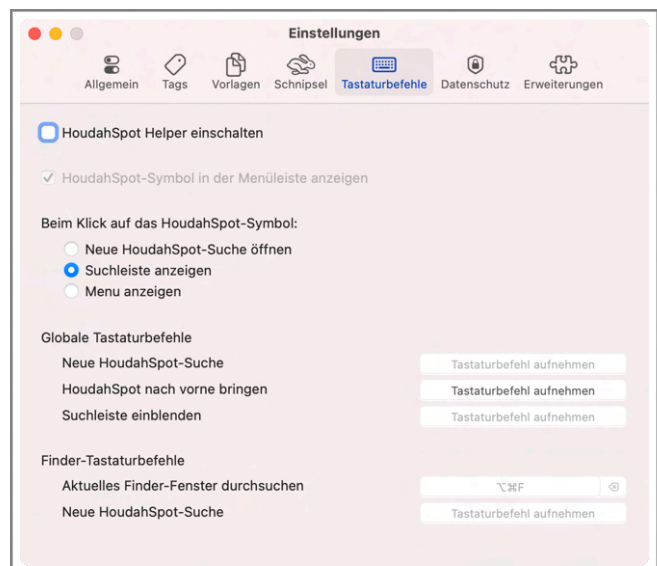 Einstellungen
Allgemein Tags Vorlagen Schnipsel Tastaturbefehle Datenschutz Erweiterungen
HoudahSpot Helper einschalten
HoudahSpot-Symbol in der Menüleiste anzeigen
Beim Klick auf das HoudahSpot-Symbol:
Neue HoudahSpot-Suche öffnen
Suchleiste anzeigen
Menu anzeigen
Globale Tastaturbefehle
Neue HoudahSpot-Suche Tastaturbefehl aufnehmen
HoudahSpot nach vorne bringen Tastaturbefehl aufnehmen
Suchleiste einblenden Tastaturbefehl aufnehmen
Finder-Tastaturbefehle
Aktuelles Finder-Fenster durchsuchen ⌥⌘F
Neue HoudahSpot-Suche Tastaturbefehl aufnehmen